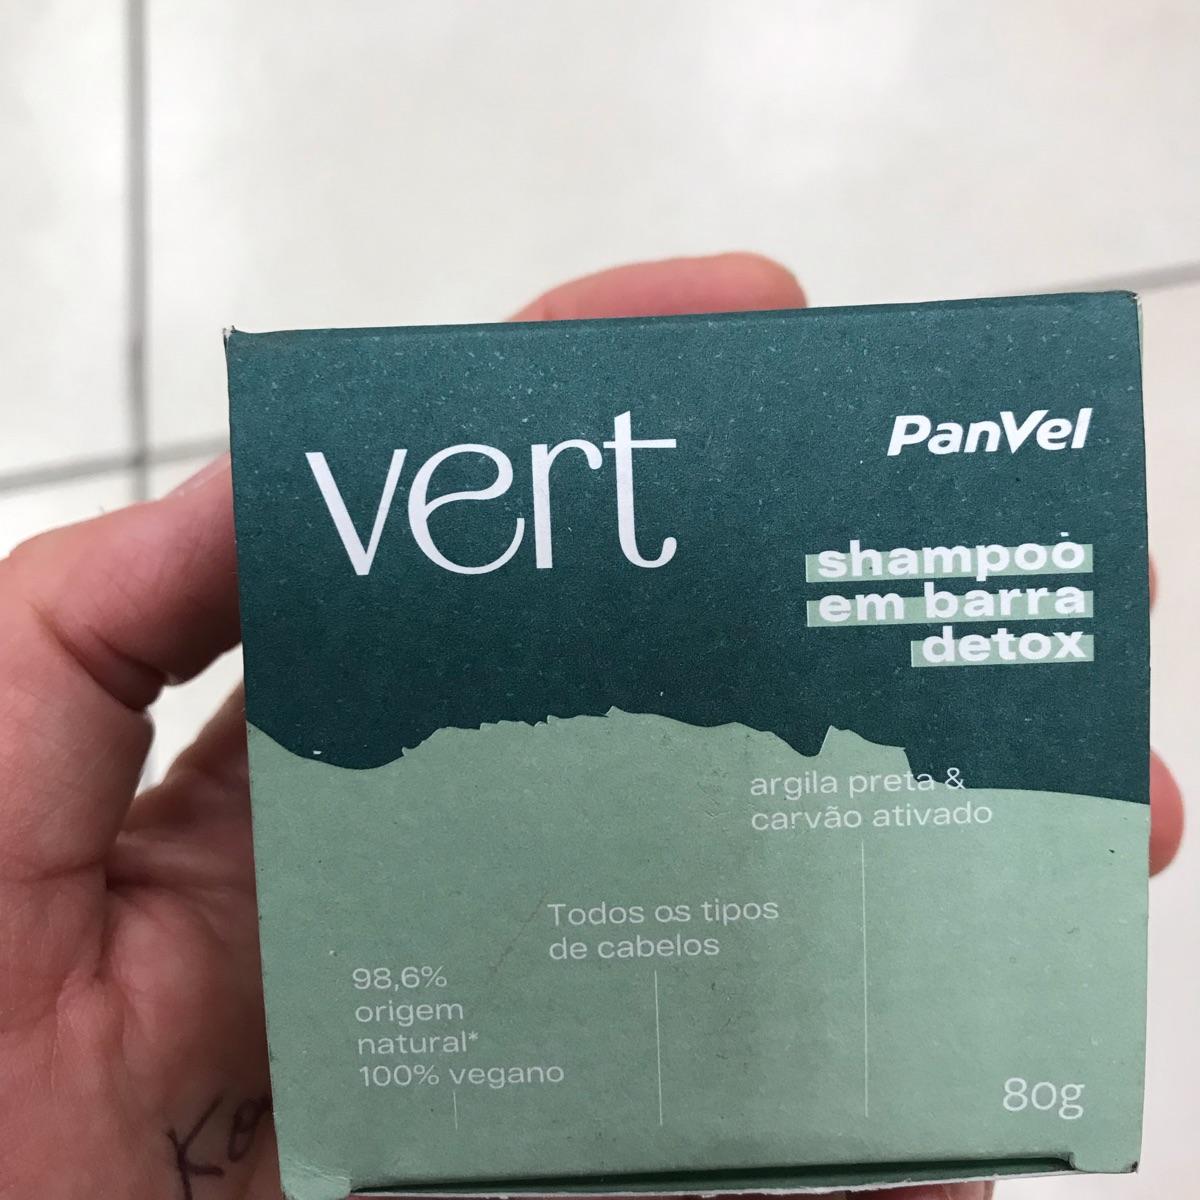 vert
PanVel
shampoo
em barra
detox
argila preta &
carvão ativado
Todos os tipos
de cabelos
98,6%
origem
natural*
100% vegano
80g